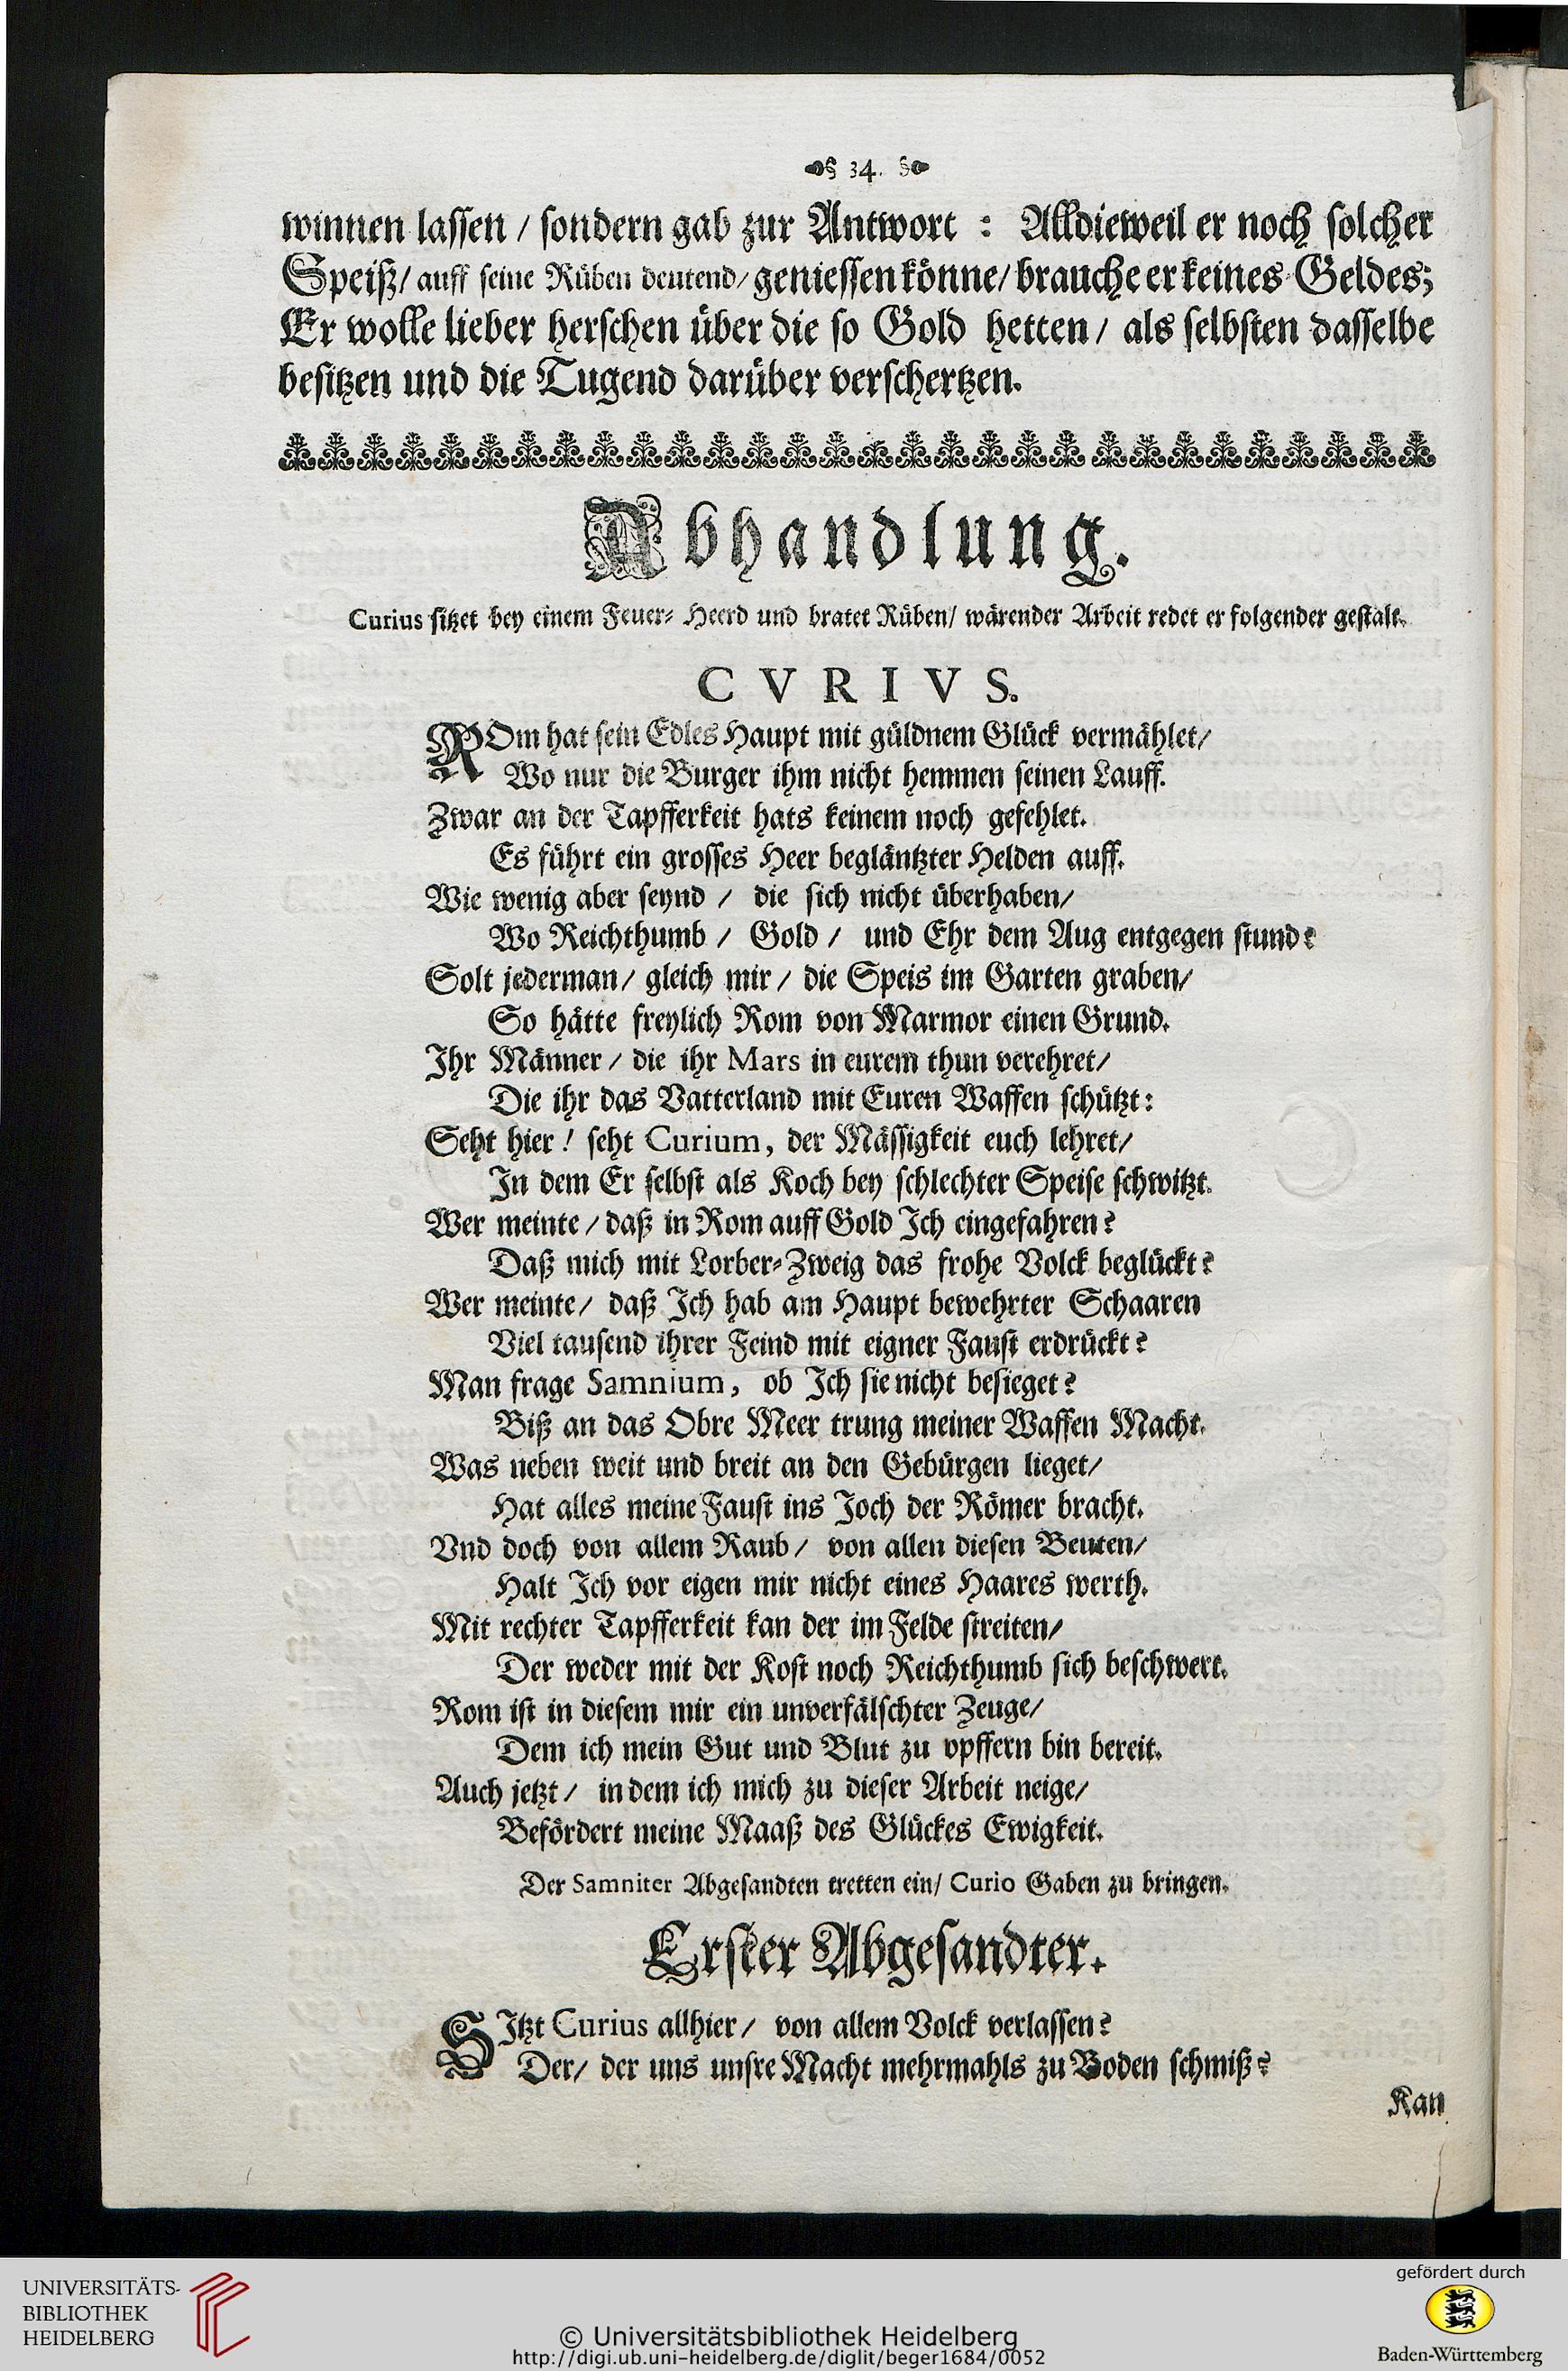 34.
winnen lassen / sondern gab zur Antwort : Alldieweil er noch solcher
Speiß/ auff seine Rüben deutend/ geniessen könne/ brauche er keines Geldes;
Er wolle lieber herschen über die so Gold hetten / als selbsten dasselbe
besitzen und die Tugend darüber verschertzen.
Abhandlung.
Curius sitzet bey einem Feuer-Heerd und bratet Rüben/ wärender Arbeit redet er folgender gestalt.
CVRIVS.
ROm hat sein Edles Haupt mit güldnem Glück vermählet/
Wo nur die Burger ihm nicht hemmen seinen Lauff.
Zwar an der Tapfferkeit hats keinem noch gefehlet.
Es führt ein grosses Heer begläntzter Helden auff.
Wie wenig aber seynd / die sich nicht überhaben/
Wo Reichthumb / Gold / und Ehr dem Aug entgegen stund?
Solt jederman/ gleich mir / die Speis im Garten graben/
So hätte freylich Rom von Marmor einen Grund.
Ihr Männer / die ihr Mars in eurem thun verehret/
Die ihr das Vatterland mit Euren Waffen schützt:
Seht hier! seht Curium, der Mässigkeit euch lehret/
In dem Er selbst als Koch bey schlechter Speise schwitzt.
Wer meinte / daß in Rom auff Gold Ich eingefahren?
Daß mich mit Lorber-Zweig das frohe Volck beglückt?
Wer meinte/ daß Ich hab am Haupt bewehrter Schaaren
Viel tausend ihrer Feind mit eigner Faust erdrückt?
Man frage Samnium, ob Ich sie nicht besieget?
Biß an das Obre Meer trung meiner Waffen Macht.
Was neben weit und breit an den Gebürgen lieget/
Hat alles meine Faust ins Joch der Römer bracht.
Vnd doch von allem Raub/ von allen diesen Beuten/
Halt Ich vor eigen mir nicht eines Haares werth.
Mit rechter Tapfferkeit kan der im Felde streiten/
Der weder mit der Kost noch Reichthumb sich beschwert.
Rom ist in diesem mir ein unverfälschter Zeuge/
Dem ich mein Gut und Blut zu opffern bin bereit.
Auch jetzt / in dem ich mich zu dieser Arbeit neige/
Befördert meine Maaß des Glückes Ewigkeit.
Der Samniter Abgesandten tretten ein/ Curio Gaben zu bringen.
Erster Abgesandter.
SItzt Curius allhier / von allem Volck verlassen?
Der/ der uns unsre Macht mehrmahls zu Boden schmiß?
Kan
UNIVERSITÄTS-
BIBLIOTHEK
HEIDELBERG
© Universitätsbibliothek Heidelberg
http://digi.ub.uni-heidelberg.de/diglit/beger1684/0052
gefördert durch
Baden-Württemberg